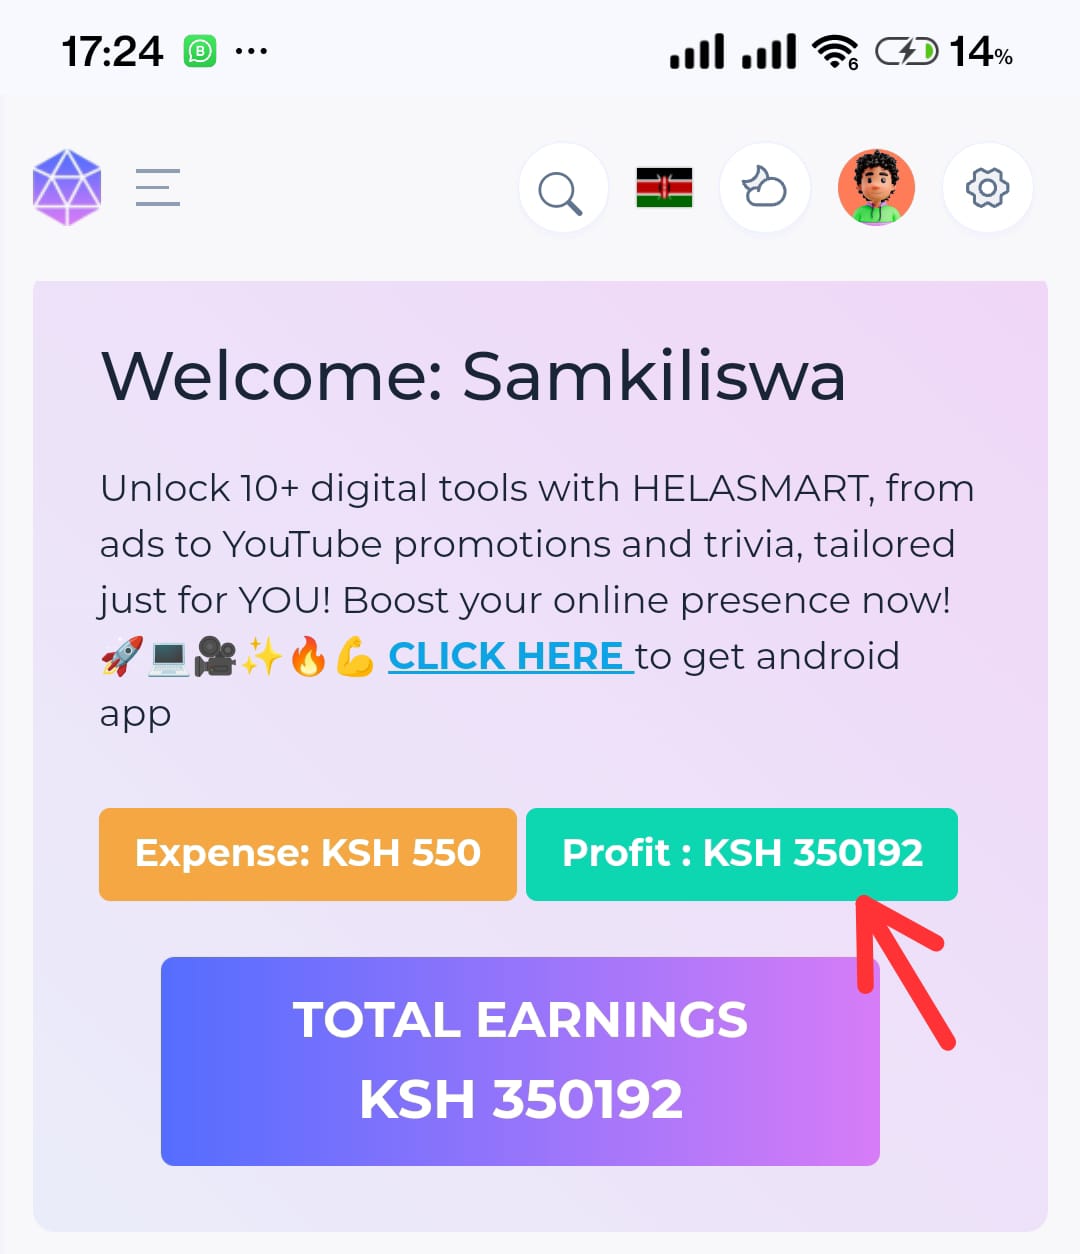 17:24
6
14%
Welcome: Samkiliswa
Unlock 10+ digital tools with HELASMART, from
ads to YouTube promotions and trivia, tailored
just for YOU! Boost your online presence now!
🚀💻🎥✨🔥💪 CLICK HERE to get android
app
Expense: KSH 550
Profit : KSH 350192
TOTAL EARNINGS
KSH 350192